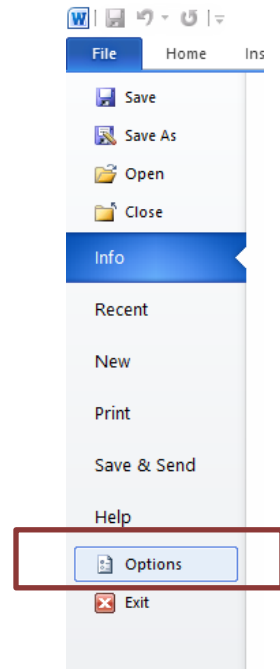 W
File Home Ins
Save
Save As
Open
Close
Info
Recent
New
Print
Save & Send
Help
Options
Exit